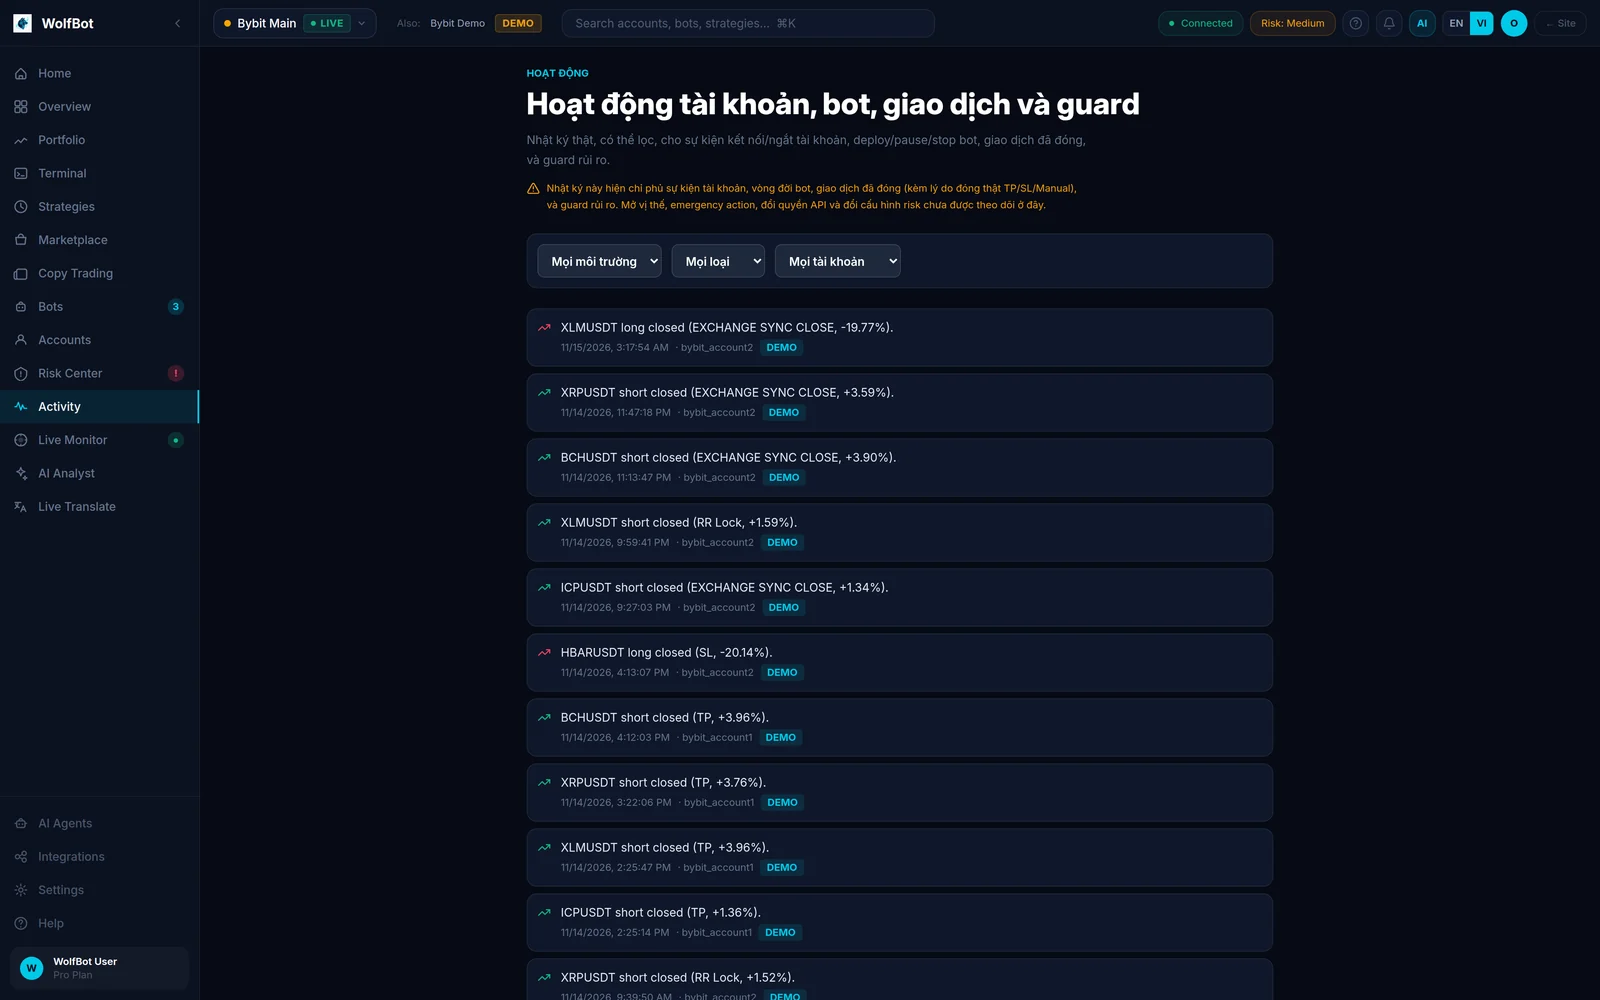 WolfBot
Bybit Main
LIVE
Also: Bybit Demo DEMO
Search accounts, bots, strategies... ⌘K
Connected
Risk: Medium
AI
EN VI
O
← Site
Home
Overview
Portfolio
Terminal
Strategies
Marketplace
Copy Trading
Bots 3
Accounts
Risk Center !
Activity
Live Monitor
AI Analyst
Live Translate
AI Agents
Integrations
Settings
Help
W
WolfBot User
Pro Plan
HOẠT ĐỘNG
Hoạt động tài khoản, bot, giao dịch và guard
Nhật ký thật, có thể lọc, cho sự kiện kết nối/ngắt tài khoản, deploy/pause/stop bot, giao dịch đã đóng,
và guard rủi ro.
Nhật ký này hiện chỉ phủ sự kiện tài khoản, vòng đời bot, giao dịch đã đóng (kèm lý do đóng thật TP/SL/Manual),
và guard rủi ro. Mở vị thế, emergency action, đổi quyền API và đổi cấu hình risk chưa được theo dõi ở đây.
Mọi môi trường Mọi loại Mọi tài khoản
XLMUSDT long closed (EXCHANGE SYNC CLOSE, -19.77%).
11/15/2026, 3:17:54 AM · bybit_account2 DEMO
XRPUSDT short closed (EXCHANGE SYNC CLOSE, +3.59%).
11/14/2026, 11:47:18 PM · bybit_account2 DEMO
BCHUSDT short closed (EXCHANGE SYNC CLOSE, +3.90%).
11/14/2026, 11:13:47 PM · bybit_account2 DEMO
XLMUSDT short closed (RR Lock, +1.59%).
11/14/2026, 9:59:41 PM · bybit_account2 DEMO
ICPUSDT short closed (EXCHANGE SYNC CLOSE, +1.34%).
11/14/2026, 9:27:03 PM · bybit_account2 DEMO
HBARUSDT long closed (SL, -20.14%).
11/14/2026, 4:13:07 PM · bybit_account2 DEMO
BCHUSDT short closed (TP, +3.96%).
11/14/2026, 4:12:03 PM · bybit_account1 DEMO
XRPUSDT short closed (TP, +3.76%).
11/14/2026, 3:22:06 PM · bybit_account1 DEMO
XLMUSDT short closed (TP, +3.96%).
11/14/2026, 2:25:47 PM · bybit_account1 DEMO
ICPUSDT short closed (TP, +1.36%).
11/14/2026, 2:25:14 PM · bybit_account1 DEMO
XRPUSDT short closed (RR Lock, +1.52%).
11/14/2026, 9:39:50 AM · bybit_account2 DEMO